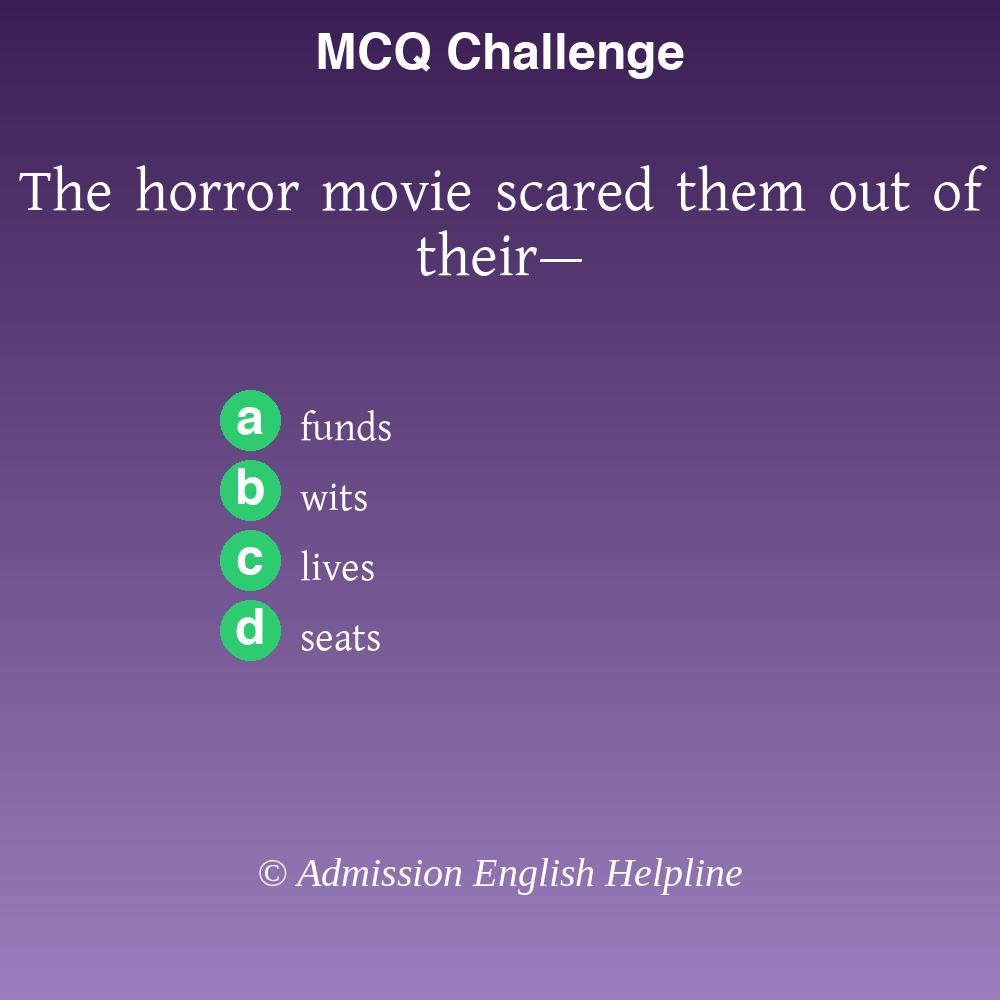 MCQ Challenge
The horror movie scared them out of
their—
a funds
b wits
c lives
d seats
© Admission English Helpline